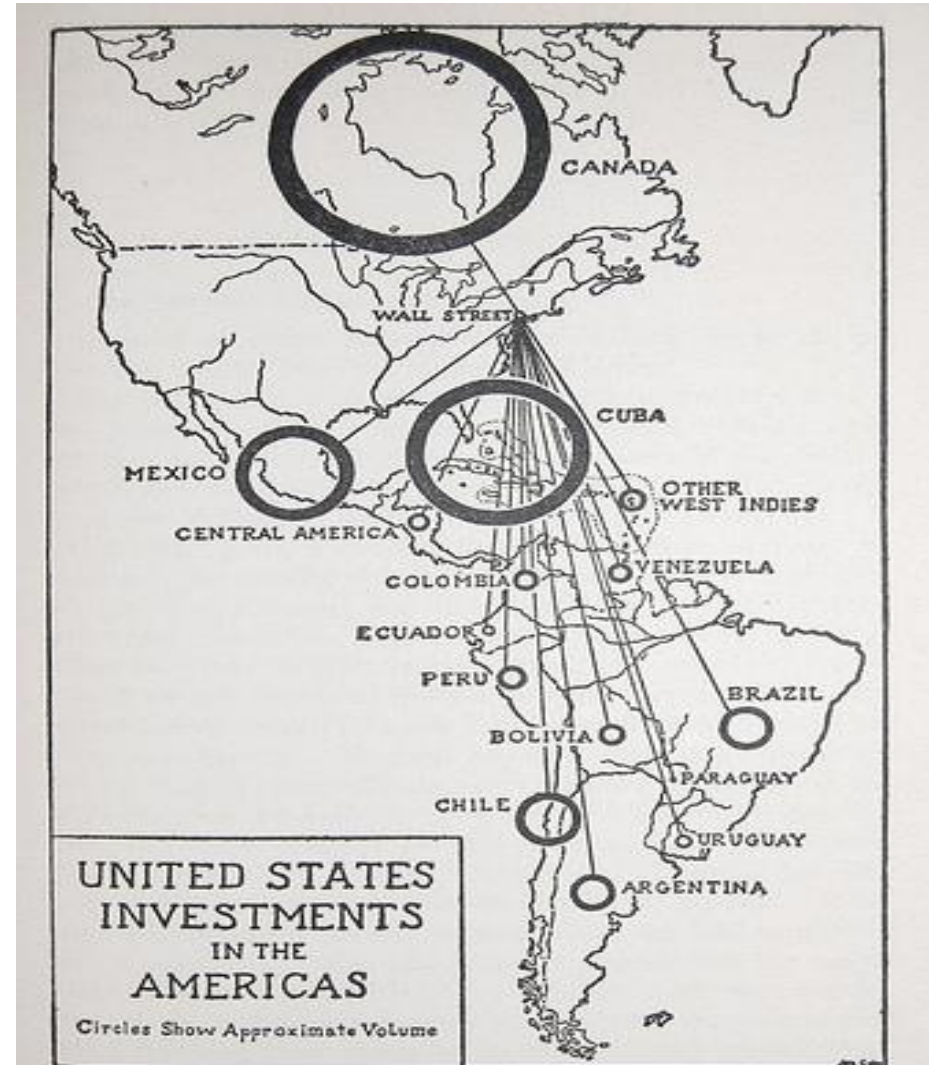 CANADA
WALL STREET
CUBA
MEXICO
OTHER
WEST INDIES
CENTRAL AMERICA
VENEZUELA
COLOMBIA
ECUADOR
PERU
BRAZIL
BOLIVIA
PARAGUAY
CHILE
URUGUAY
ARGENTINA
UNITED STATES
INVESTMENTS
IN THE
AMERICAS
Circles Show Approximate Volume